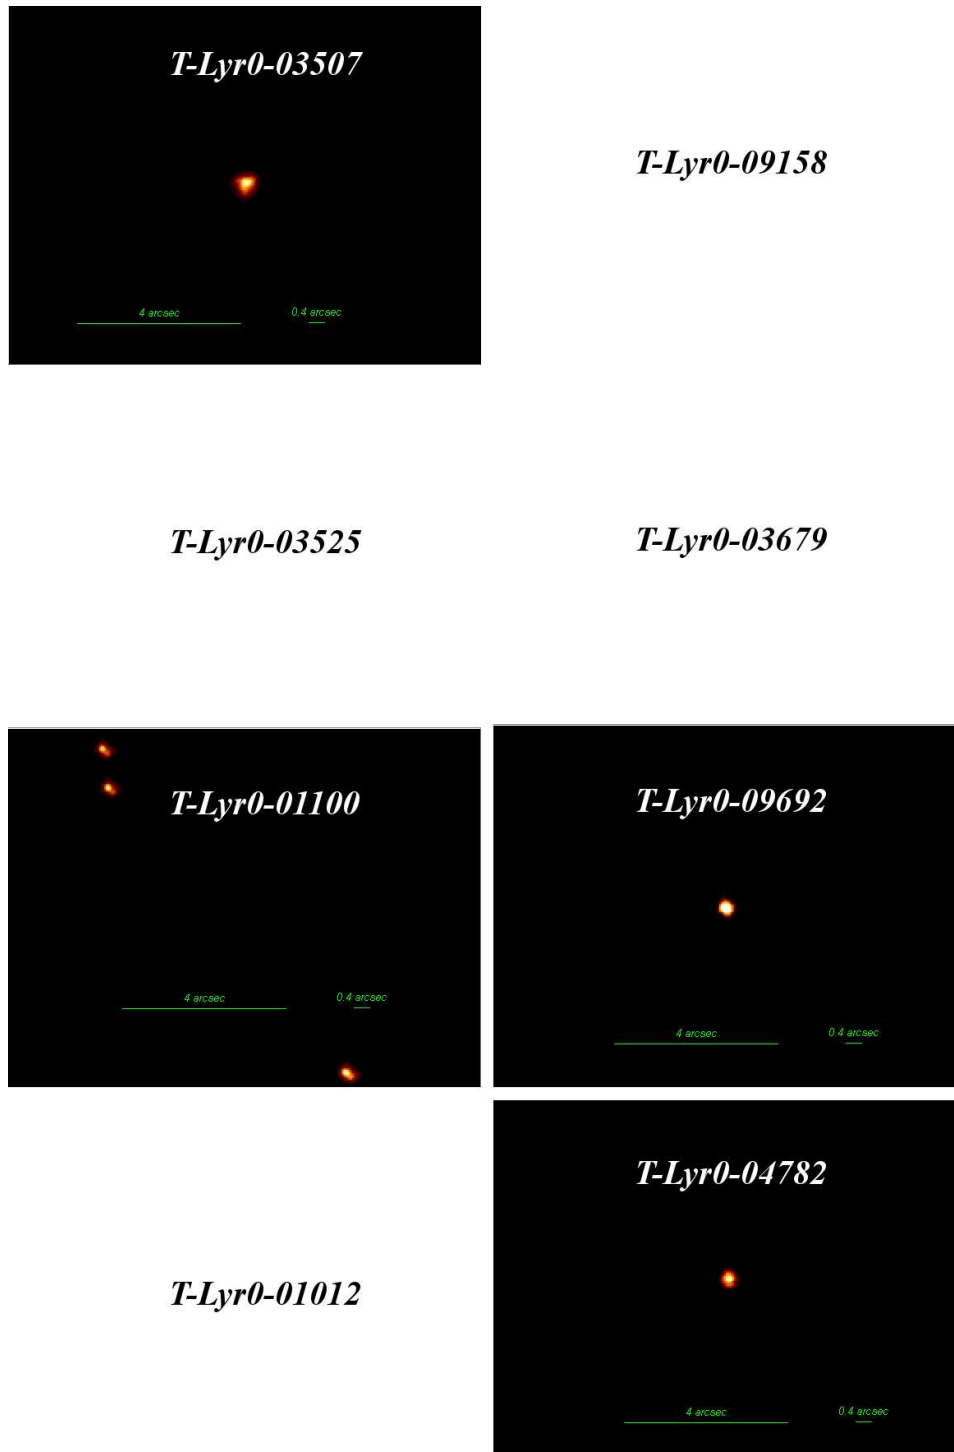 T-Lyr0-03507
4 arcsec
0.4 arcsec
T-Lyr0-09158
T-Lyr0-03525
T-Lyr0-03679
T-Lyr0-01100
4 arcsec
0.4 arcsec
T-Lyr0-09692
4 arcsec
0.4 arcsec
T-Lyr0-01012
T-Lyr0-04782
4 arcsec
0.4 arcsec